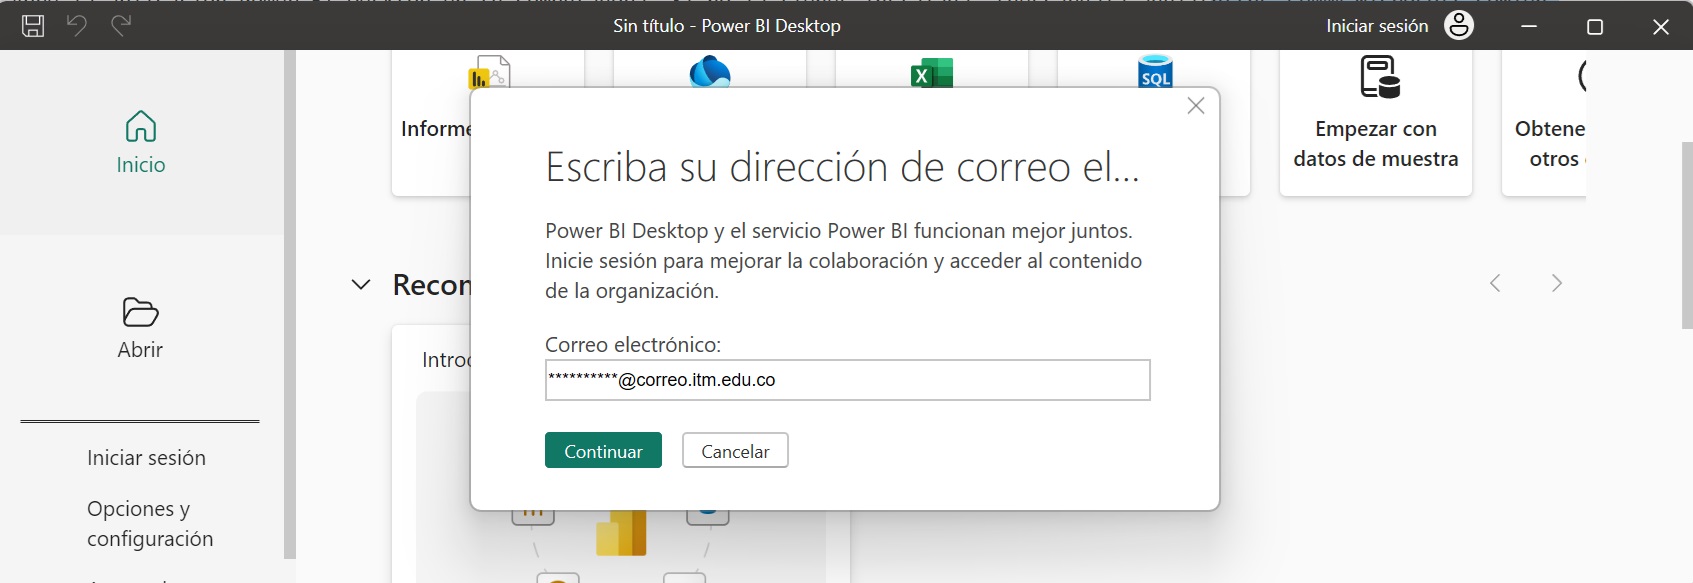 Sin título - Power BI Desktop
Iniciar sesión
Inicio
Abrir
Iniciar sesión
Opciones y
configuración
X
SQL
Informe
Empezar con
datos de muestra
Obtene
otros
Recon
Introd
Escriba su dirección de correo el...
Power BI Desktop y el servicio Power BI funcionan mejor juntos.
Inicie sesión para mejorar la colaboración y acceder al contenido
de la organización.
Correo electrónico:
**********@correo.itm.edu.co
Continuar
Cancelar